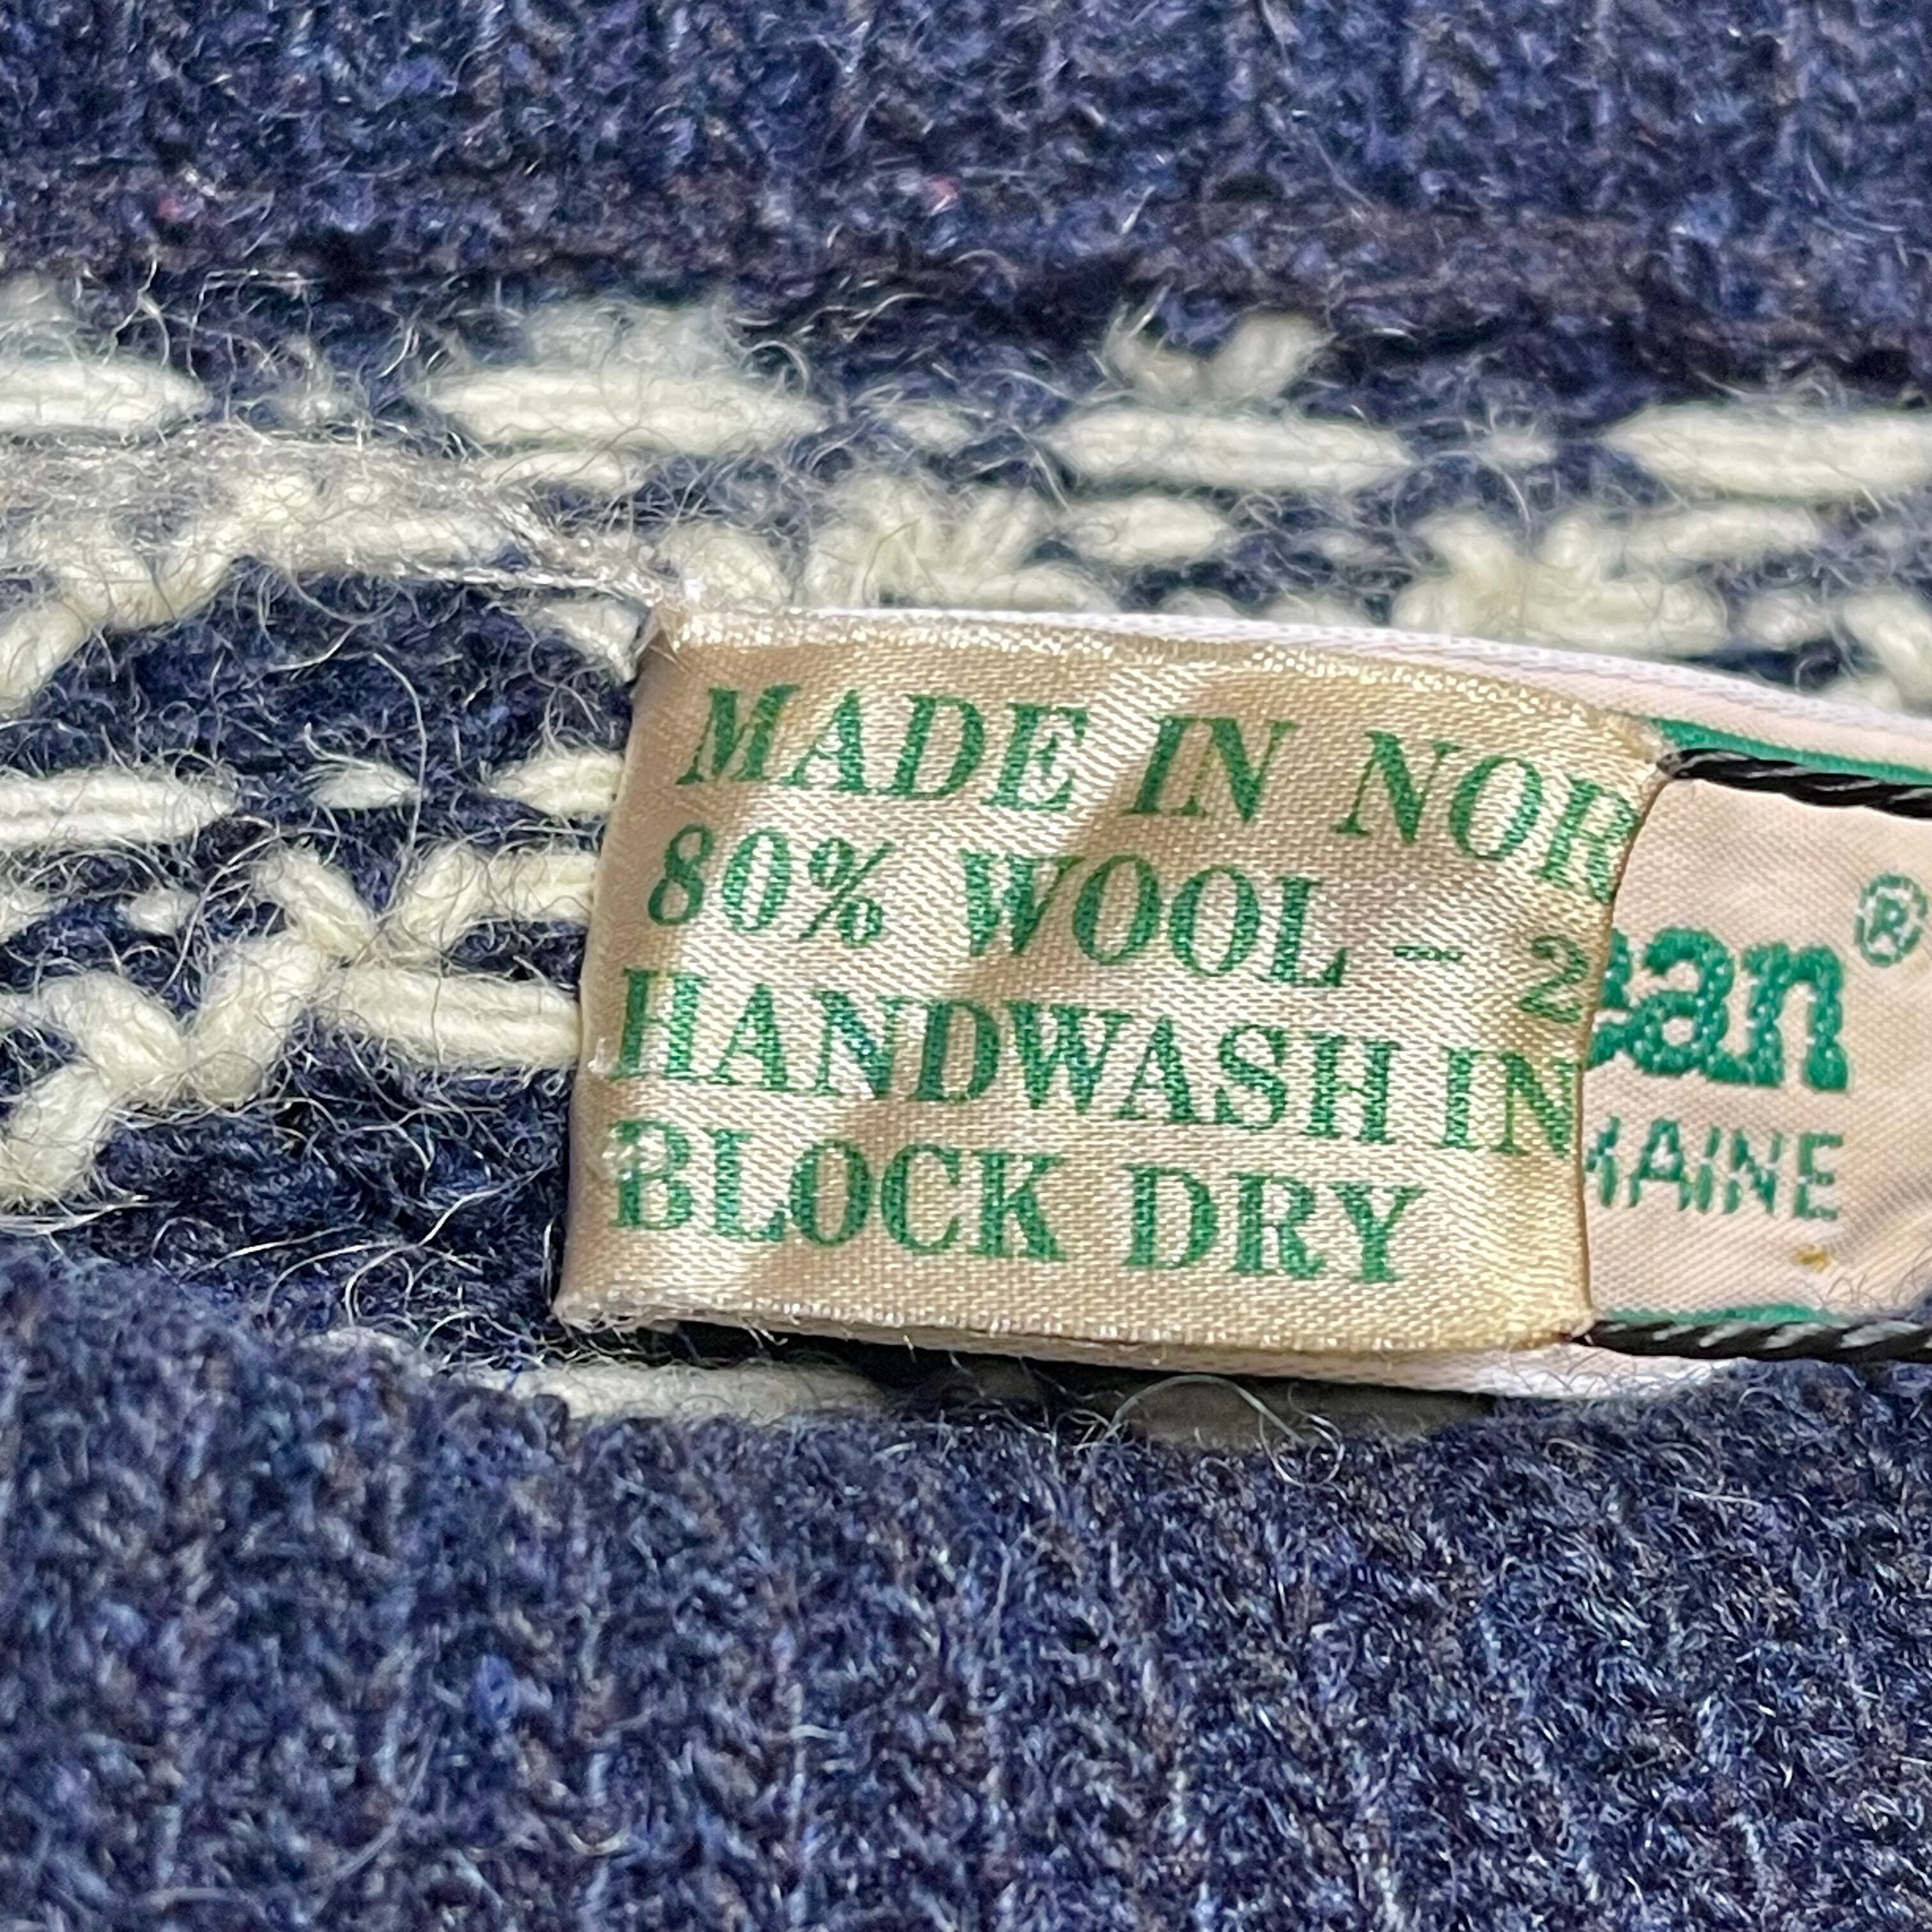 MADE IN NOR
80% WOOL - 2
HANDWASH IN
BLOCK DRY
ean®
MAINE